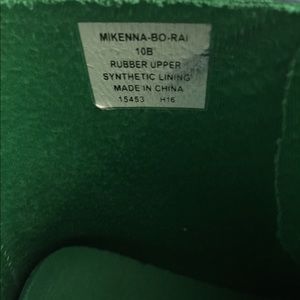 MIKENNA-BO-RAI
10B
RUBBER UPPER
SYNTHETIC LINING
MADE IN CHINA
15453 H16